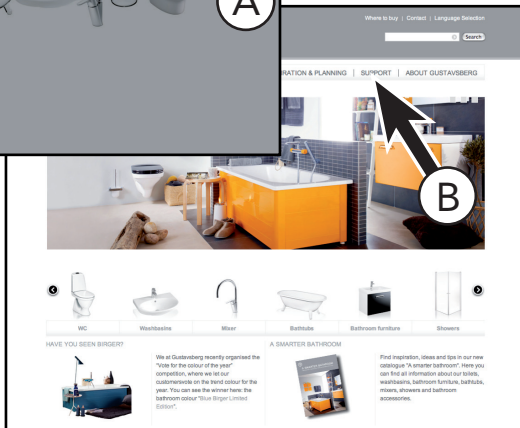 A
Where to buy | Contact | Language Selection
Search
RATION & PLANNING | SUPPORT | ABOUT GUSTAVSBERG
B
WC Washbasins Mixer Bathtubs Bathroom furniture Showers
HAVE YOU SEEN BIRGER?
We at Gustavsberg recently organised the
"Vote for the colour of the year"
competition, where we let our
customersvote on the trend colour for the
year. You can see the winner here: the
bathroom colour "Blue Birger Limited
Edition".
A SMARTER BATHROOM
Find inspiration, ideas and tips in our new
catalogue "A smarter bathroom". Here you
can find all information about our toilets,
washbasins, bathroom furniture, bathtubs,
mixers, showers and bathroom
accessories.